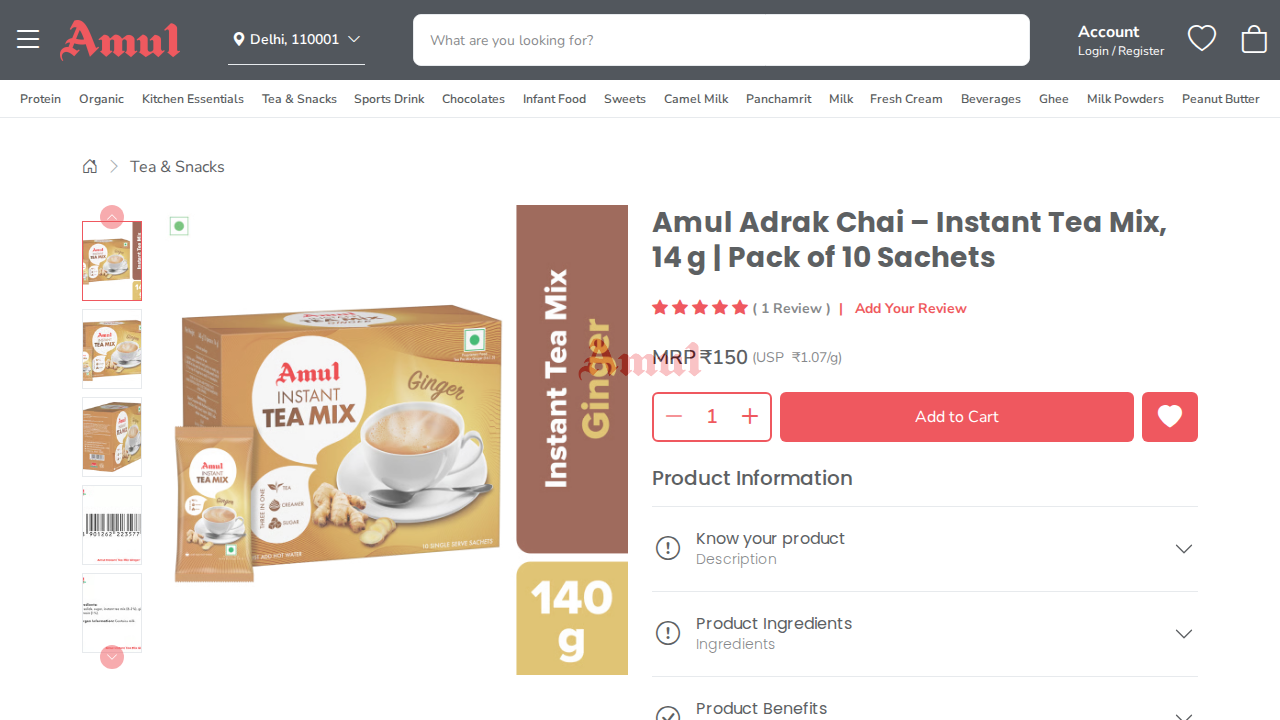 Amul
Delhi, 110001
What are you looking for?
Account
Login / Register
Protein
Organic
Kitchen Essentials
Tea & Snacks
Sports Drink
Chocolates
Infant Food
Sweets
Camel Milk
Panchamrit
Milk
Fresh Cream
Beverages
Ghee
Milk Powders
Peanut Butter
Tea & Snacks
Amul
INSTANT
TEA MIX
GINGER
Amul
INSTANT
TEA MIX
Ginger
Amul
INSTANT
TEA MIX
Ginger
THREE IN ONE
TEA
CREAMER
SUGAR
JUST ADD HOT WATER
10 SINGLE SERVE SACHETS
Instant Tea Mix
Ginger
140
g
Amul Adrak Chai – Instant Tea Mix,
14 g | Pack of 10 Sachets
( 1 Review ) | Add Your Review
Amul
MRP ₹150 (USP ₹1.07/g)
1
Add to Cart
Product Information
Know your product
Description
Product Ingredients
Ingredients
Product Benefits